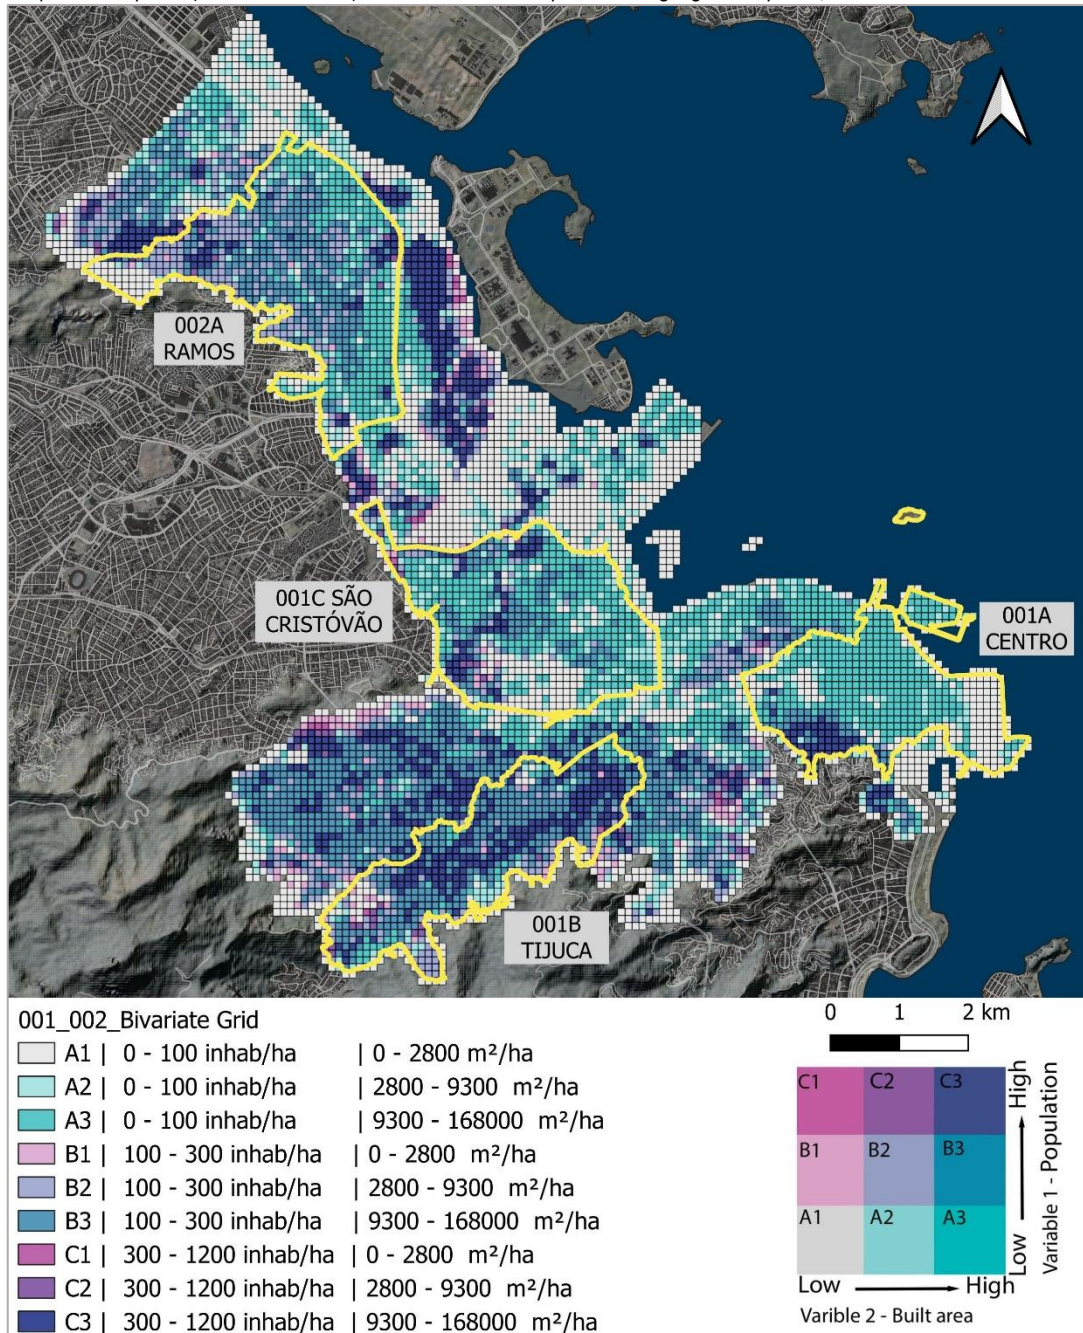 002A
RAMOS
001C SÃO
CRISTÓVÃO
001A
CENTRO
001B
TIJUCA
001_002_Bivariate Grid
A1 | 0 - 100 inhab/ha | 0 - 2800 m²/ha
A2 | 0 - 100 inhab/ha | 2800 - 9300 m²/ha
A3 | 0 - 100 inhab/ha | 9300 - 168000 m²/ha
B1 | 100 - 300 inhab/ha | 0 - 2800 m²/ha
B2 | 100 - 300 inhab/ha | 2800 - 9300 m²/ha
B3 | 100 - 300 inhab/ha | 9300 - 168000 m²/ha
C1 | 300 - 1200 inhab/ha | 0 - 2800 m²/ha
C2 | 300 - 1200 inhab/ha | 2800 - 9300 m²/ha
C3 | 300 - 1200 inhab/ha | 9300 - 168000 m²/ha
0 1 2 km
C1 C2 C3
B1 B2 B3
A1 A2 A3
Low High
Variable 1 - Population
Low High
Varible 2 - Built area